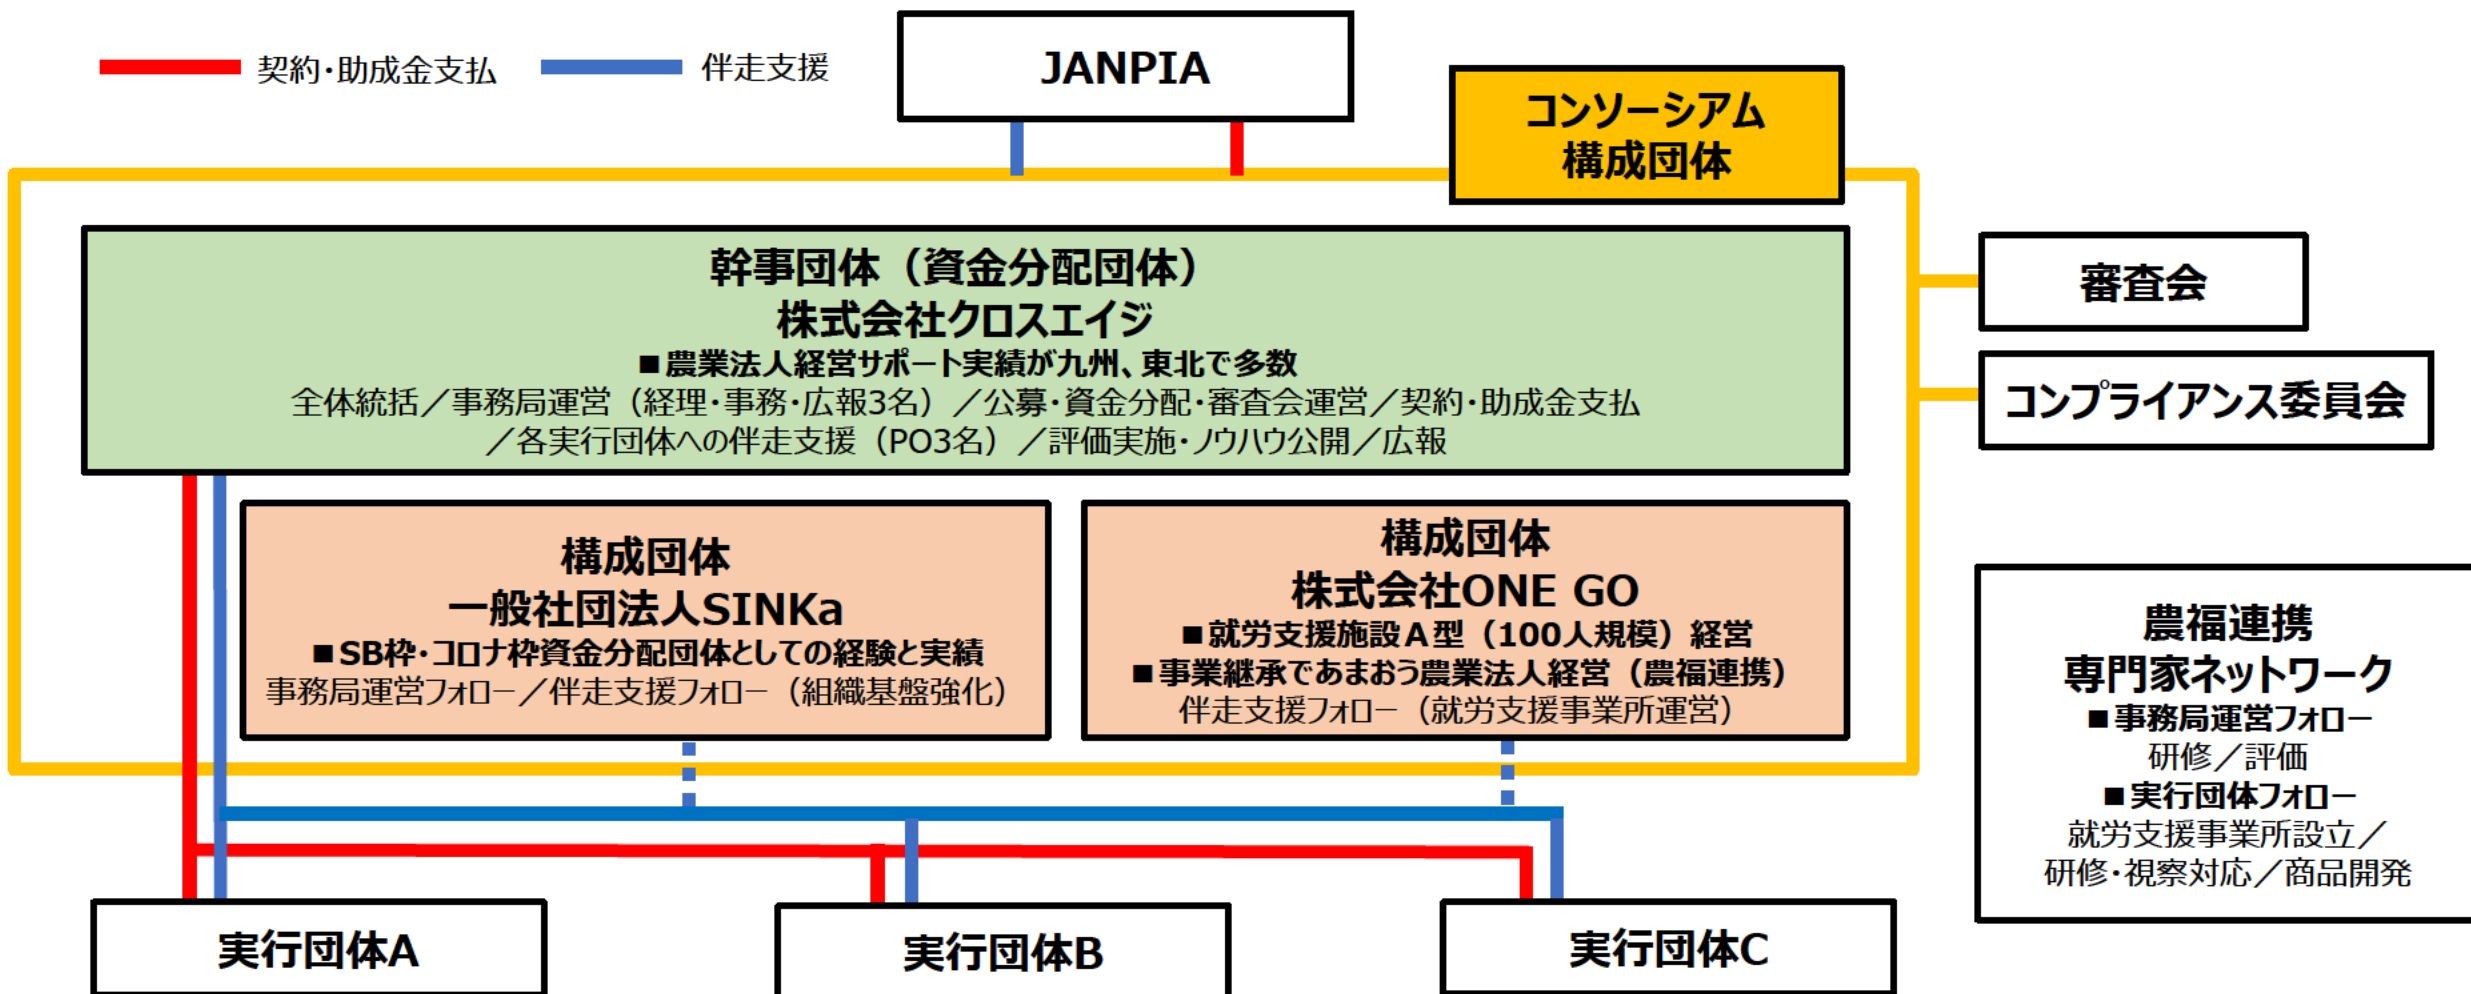 契約・助成金支払
伴走支援
JANPIA
コンソーシアム
構成団体
幹事団体（資金分配団体）
株式会社クロスエイジ
■農業法人経営サポート実績が九州、東北で多数
全体統括／事務局運営（経理・事務・広報3名）／公募・資金分配・審査会運営／契約・助成金支払
／各実行団体への伴走支援（PO3名）／評価実施・ノウハウ公開／広報
審査会
コンプライアンス委員会
構成団体
一般社団法人SINKa
■SB枠・コロナ枠資金分配団体としての経験と実績
事務局運営フォロー／伴走支援フォロー（組織基盤強化）
構成団体
株式会社ONE GO
■就労支援施設A型（100人規模）経営
■事業継承であまおう農業法人経営（農福連携）
伴走支援フォロー（就労支援事業所運営）
農福連携
専門家ネットワーク
■事務局運営フォロー
研修／評価
■実行団体フォロー
就労支援事業所設立／
研修・視察対応／商品開発
実行団体A
実行団体B
実行団体C